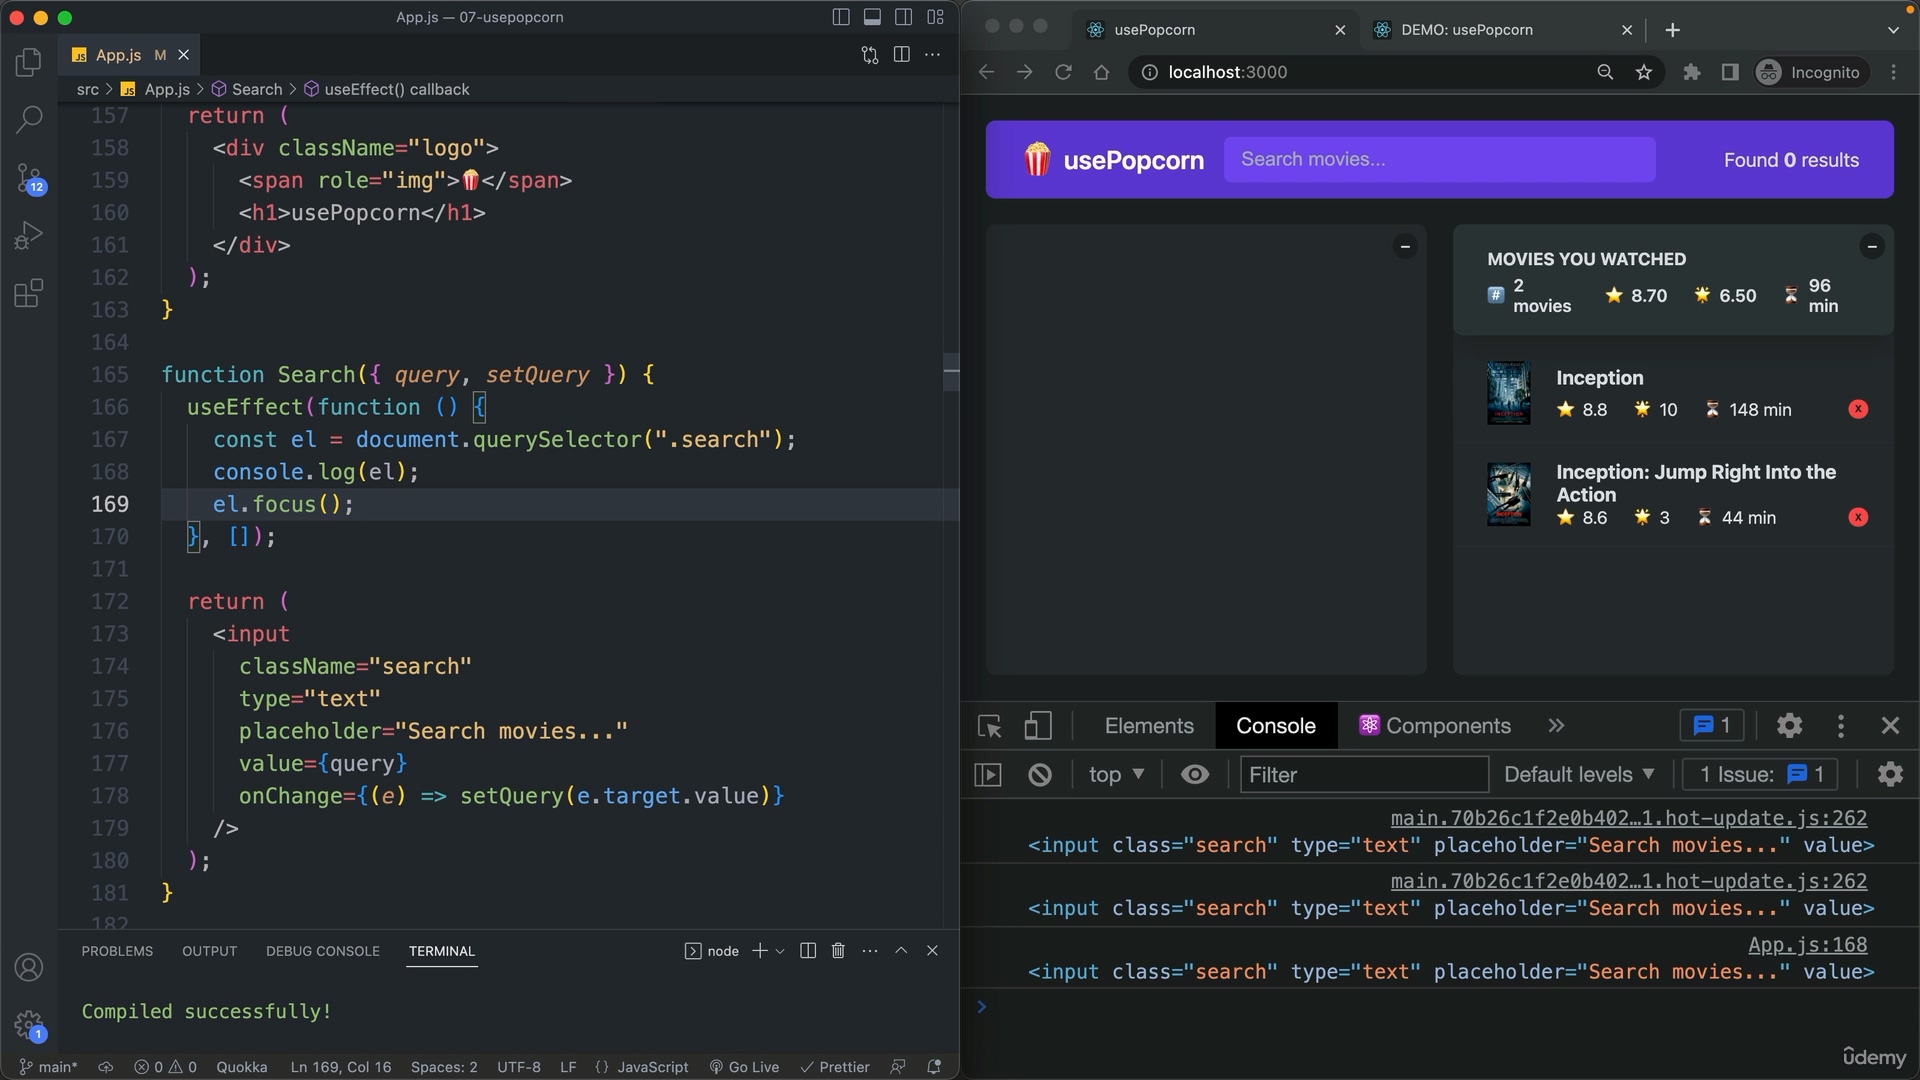 App.js — 07-usepopcorn
App.js M
src > App.js > Search > useEffect() callback
157 return (
158 <div className="logo">
159 <span role="img">🍿</span>
160 <h1>usePopcorn</h1>
161 </div>
162 );
163 }
164
165 function Search({ query, setQuery }) {
166 useEffect(function () {
167 const el = document.querySelector(".search");
168 console.log(el);
169 el.focus();
170 }, []);
171
172 return (
173 <input
174 className="search"
175 type="text"
176 placeholder="Search movies..."
177 value={query}
178 onChange={(e) => setQuery(e.target.value)}
179 />
180 );
181 }
182
12
1
PROBLEMS OUTPUT DEBUG CONSOLE TERMINAL node
Compiled successfully!
main* 0 0 Quokka Ln 169, Col 16 Spaces: 2 UTF-8 LF {} JavaScript Go Live Prettier
usePopcorn
DEMO: usePopcorn
localhost:3000
Incognito
🍿 usePopcorn Search movies... Found 0 results
MOVIES YOU WATCHED
#️⃣ 2 movies ⭐ 8.70 🌟 6.50 ⏳ 96 min
Inception
⭐ 8.8 🌟 10 ⏳ 148 min X
Inception: Jump Right Into the
Action
⭐ 8.6 🌟 3 ⏳ 44 min X
Elements Console Components 1
top Filter Default levels 1 Issue: 1
main.70b26c1f2e0b402…1.hot-update.js:262
<input class="search" type="text" placeholder="Search movies..." value>
main.70b26c1f2e0b402…1.hot-update.js:262
<input class="search" type="text" placeholder="Search movies..." value>
App.js:168
<input class="search" type="text" placeholder="Search movies..." value>
ûdemy